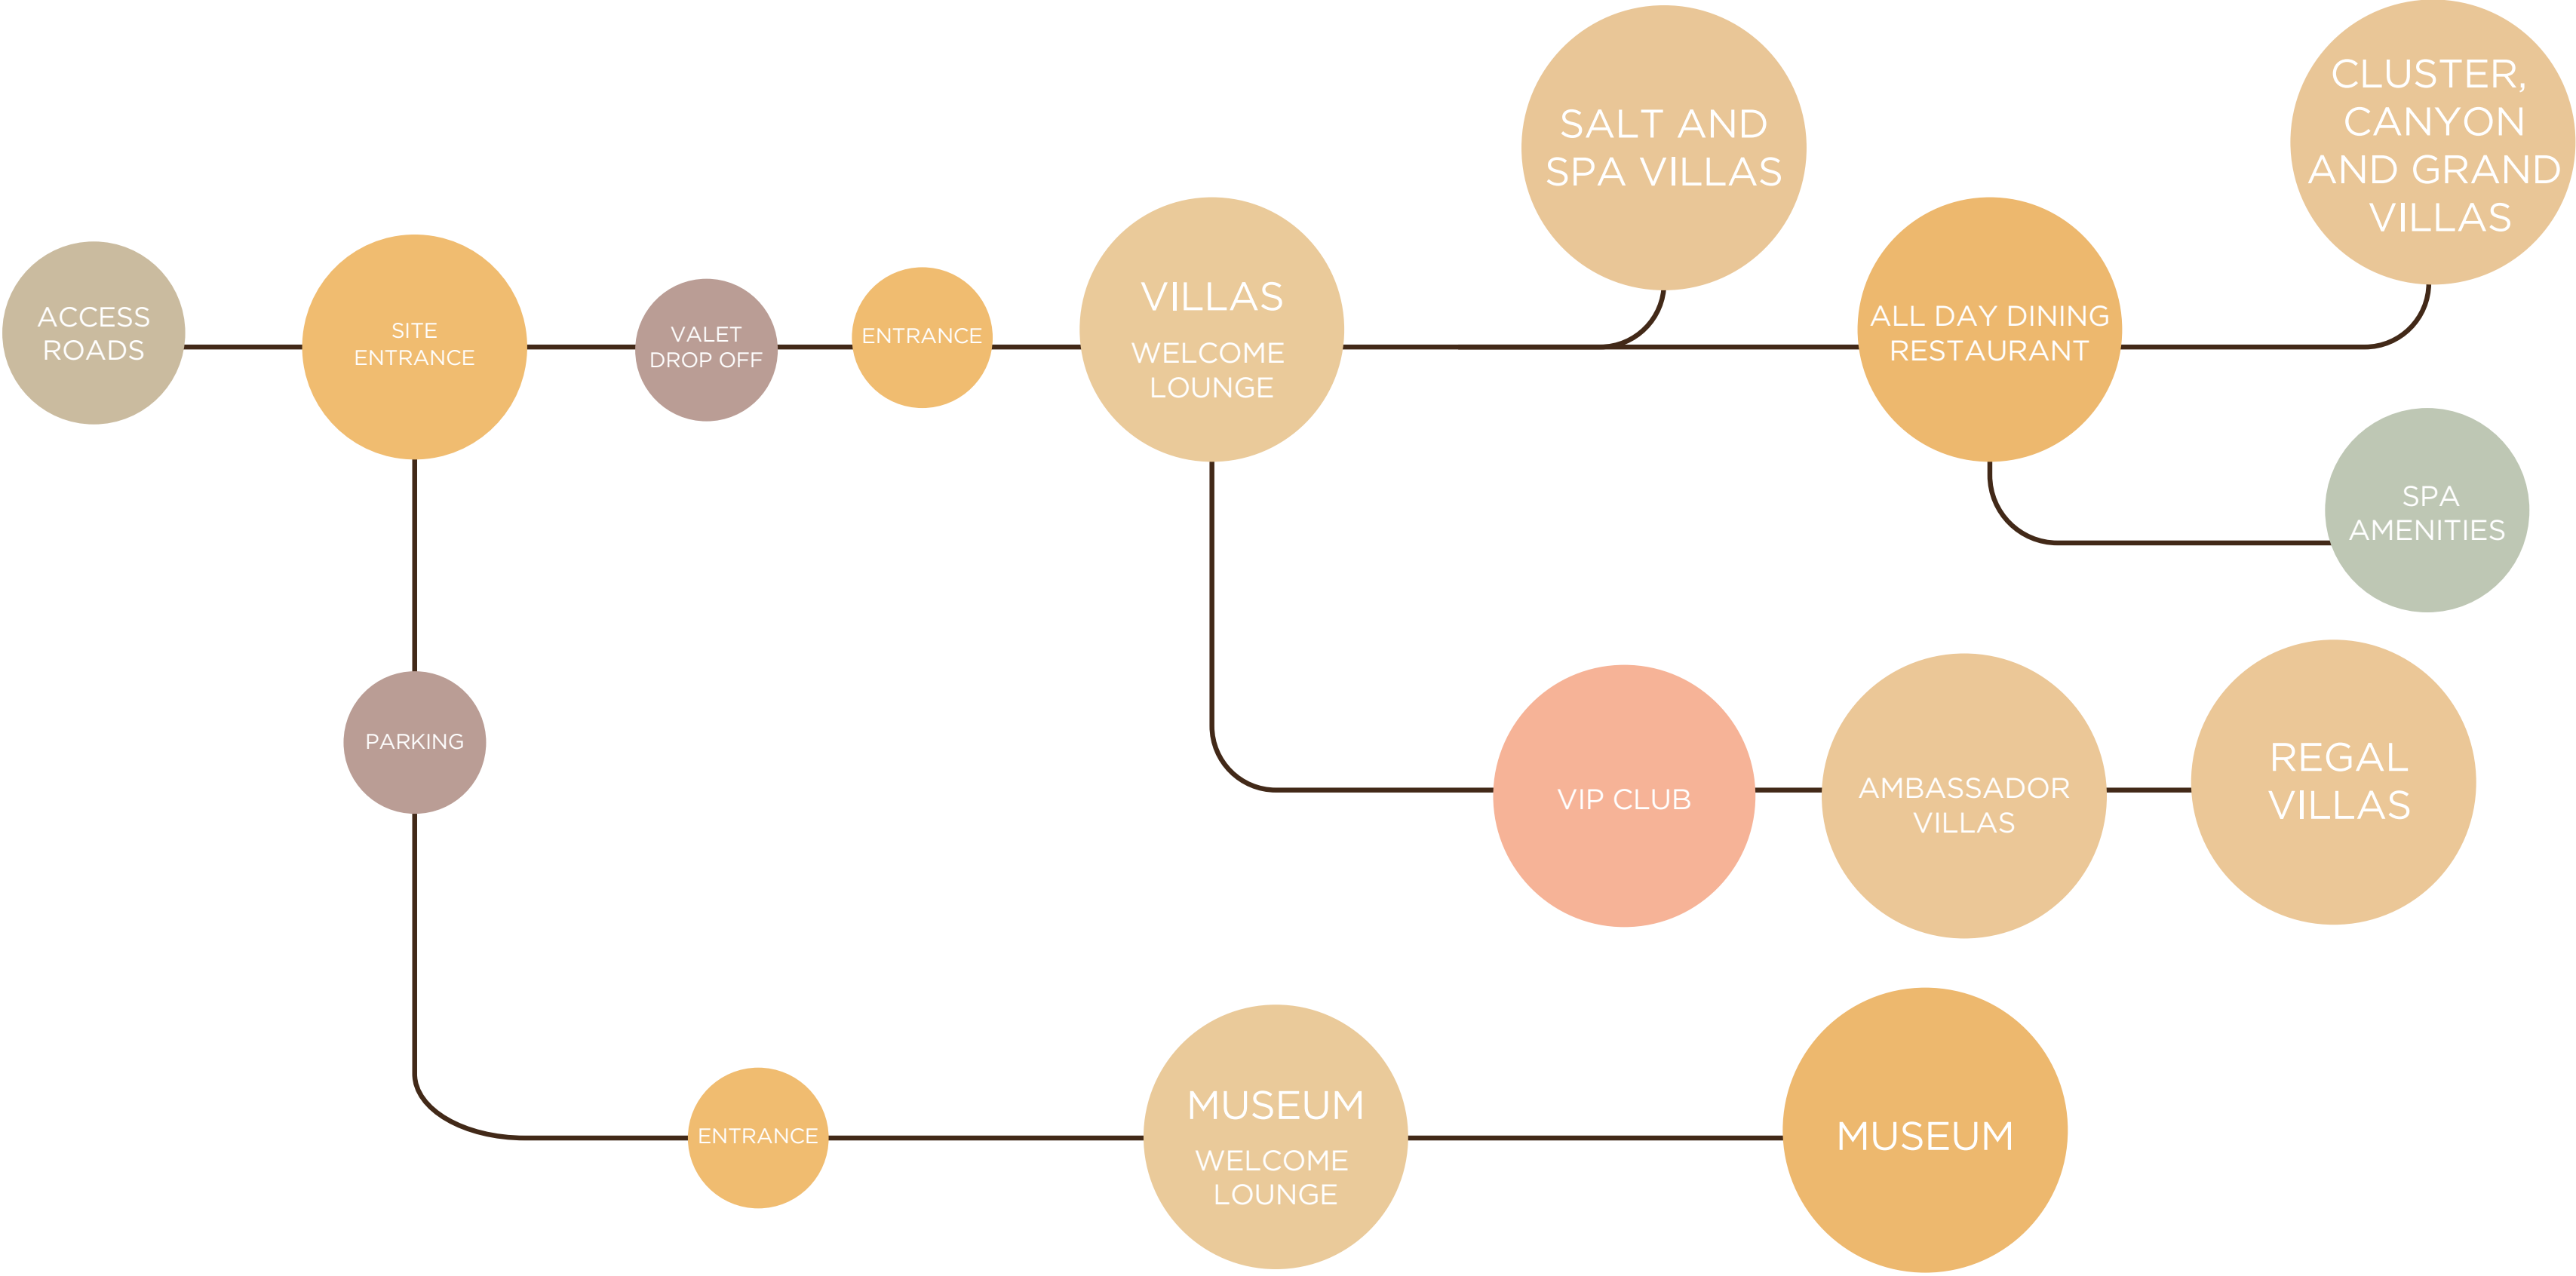 ACCESS
ROADS
SITE
ENTRANCE
VALET
DROP OFF
ENTRANCE
VILLAS
WELCOME
LOUNGE
SALT AND
SPA VILLAS
ALL DAY DINING
RESTAURANT
CLUSTER,
CANYON
AND GRAND
VILLAS
SPA
AMENITIES
PARKING
VIP CLUB
AMBASSADOR
VILLAS
REGAL
VILLAS
ENTRANCE
MUSEUM
WELCOME
LOUNGE
MUSEUM